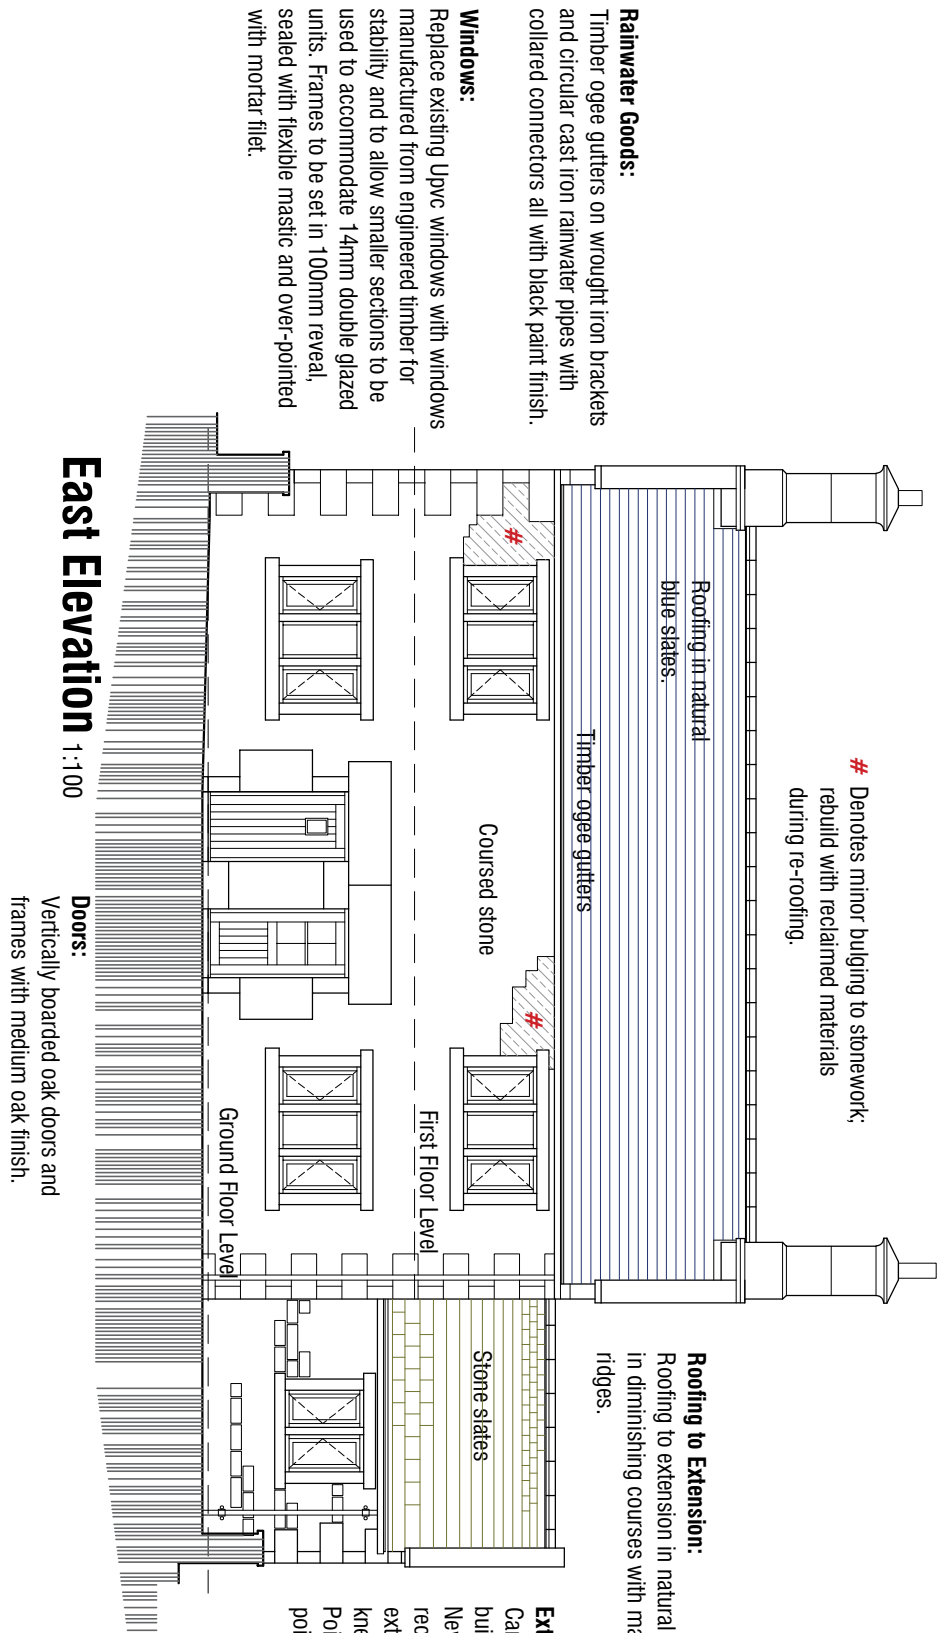 Rainwater Goods:
Timber ogee gutters on wrought iron brackets
and circular cast iron rainwater pipes with
collared connectors all with black paint finish.
Windows:
Replace existing Upvc windows with windows
manufactured from engineered timber for
stability and to allow smaller sections to be
used to accommodate 14mm double glazed
units. Frames to be set in 100mm reveal,
sealed with flexible mastic and over-pointed
with mortar filet.
# Denotes minor bulging to stonework;
rebuild with reclaimed materials
during re-roofing.
Roofing in natural
blue slates.
Timber ogee gutters
#
Coursed stone
#
First Floor Level
Ground Floor Level
Stone slates
East Elevation 1:100
Doors:
Vertically boarded oak doors and
frames with medium oak finish.
Roofing to Extension:
Roofing to extension in natural
in diminishing courses with
ridges.